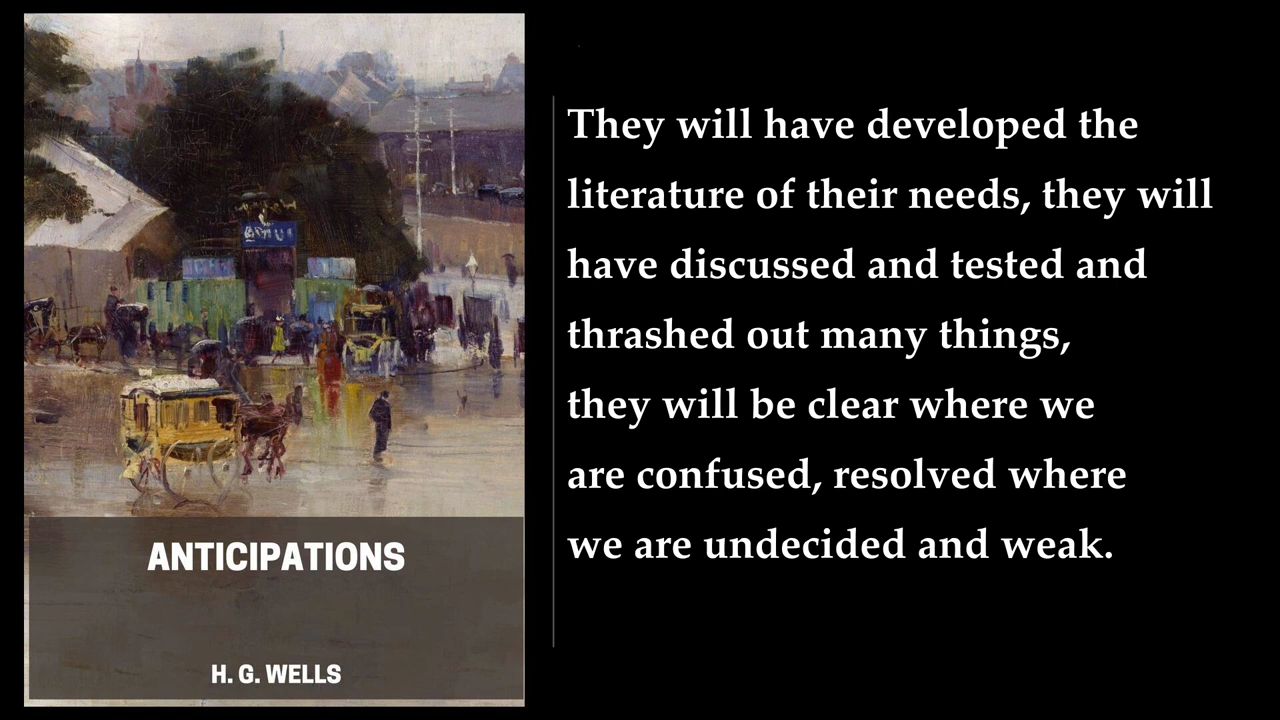 ANTICIPATIONS
H. G. WELLS
They will have developed the
literature of their needs, they will
have discussed and tested and
thrashed out many things,
they will be clear where we
are confused, resolved where
we are undecided and weak.